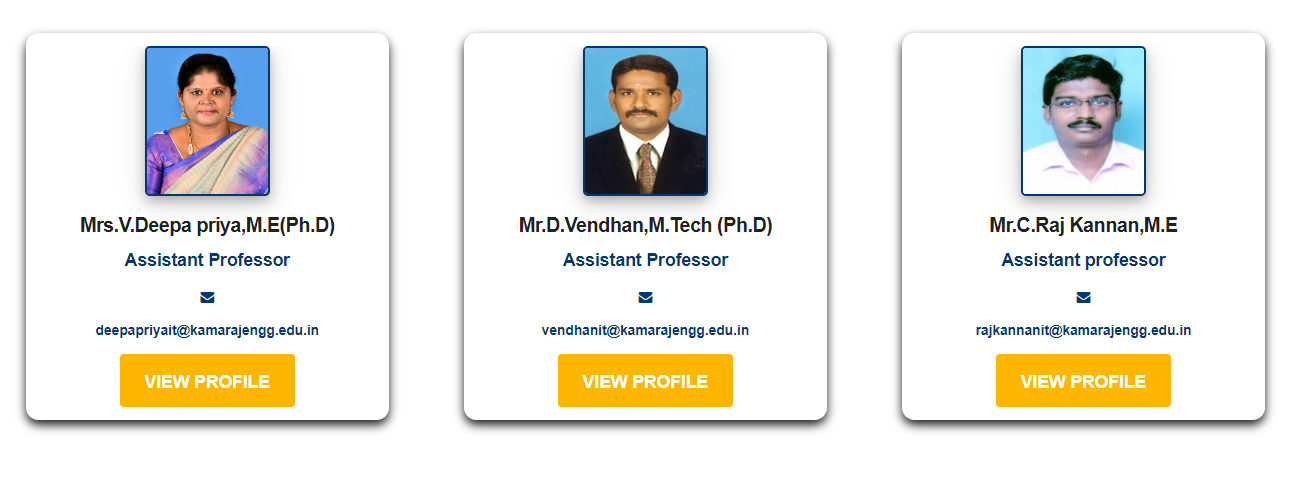 Mrs.V.Deepa priya,M.E(Ph.D)
Assistant Professor
deepapriyait@kamarajengg.edu.in
VIEW PROFILE
Mr.D.Vendhan,M.Tech (Ph.D)
Assistant Professor
vendhanit@kamarajengg.edu.in
VIEW PROFILE
Mr.C.Raj Kannan,M.E
Assistant professor
rajkannanit@kamarajengg.edu.in
VIEW PROFILE